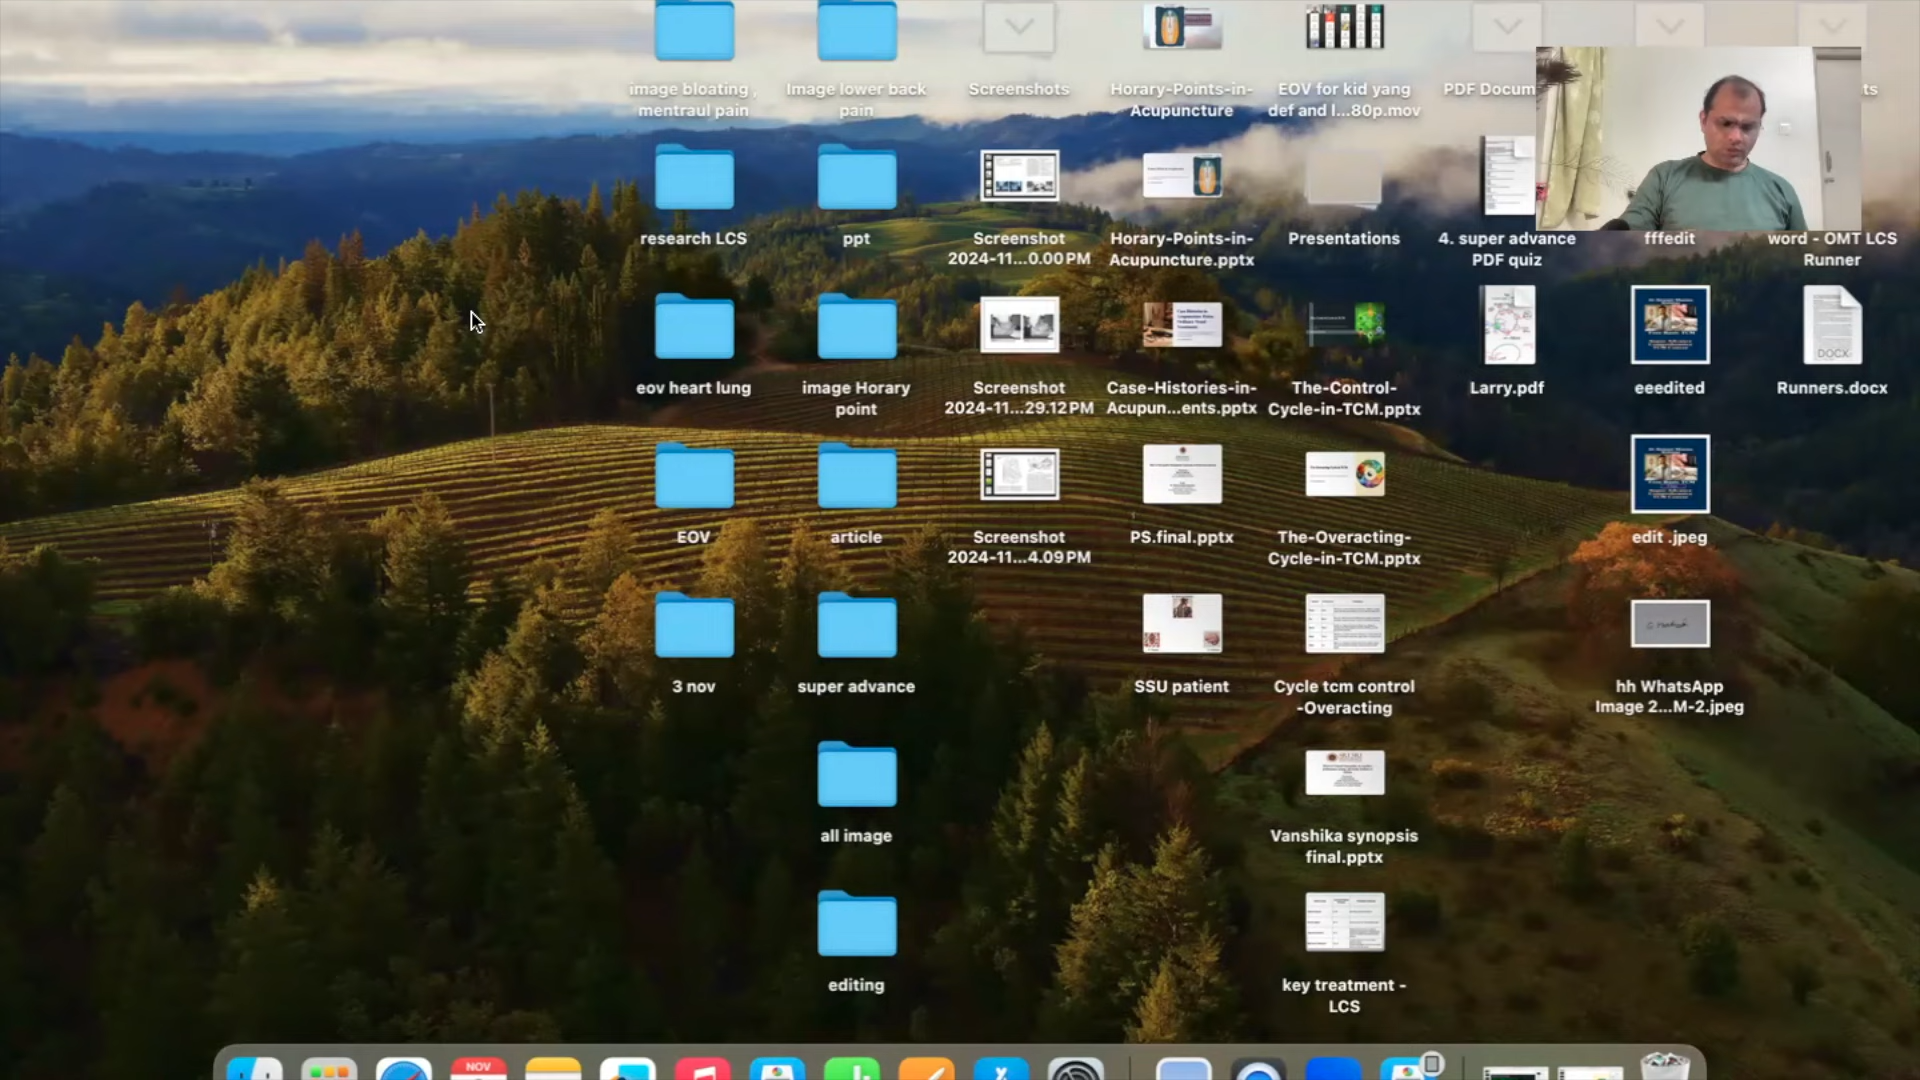 image bloating ,
mentraul pain
Image lower back
pain
Screenshots
Horary-Points-in-
Acupuncture
EOV for kid yang
def and l...80p.mov
PDF Docum
ts
research LCS
ppt
Screenshot
2024-11...0.00 PM
Horary-Points-in-
Acupuncture.pptx
Presentations
4. super advance
PDF quiz
fffedit
word - OMT LCS
Runner
eov heart lung
image Horary
point
Screenshot
2024-11...29.12 PM
Case-Histories-in-
Acupun...ents.pptx
The-Control-
Cycle-in-TCM.pptx
Larry.pdf
eeedited
DOCX
Runners.docx
EOV
article
Screenshot
2024-11...4.09 PM
PS.final.pptx
The-Overacting-
Cycle-in-TCM.pptx
edit .jpeg
3 nov
super advance
SSU patient
Cycle tcm control
-Overacting
hh WhatsApp
Image 2...M-2.jpeg
all image
Vanshika synopsis
final.pptx
editing
key treatment -
LCS
NOV